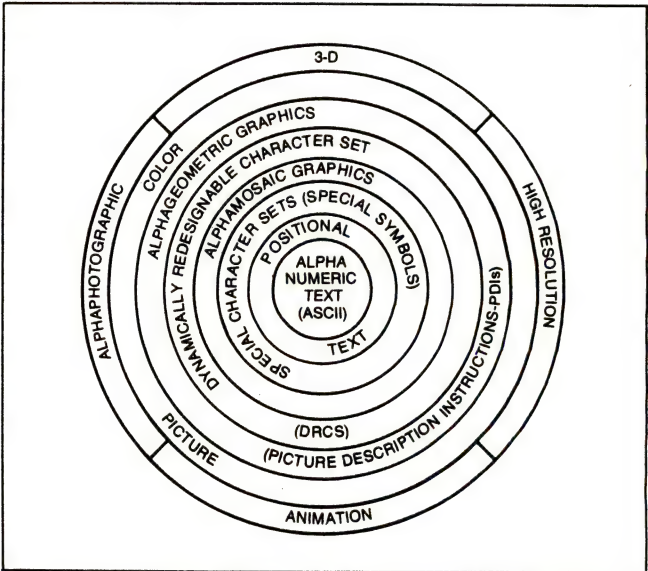 3-D
HIGH RESOLUTION
ANIMATION
ALPHAPHOTOGRAPHIC
COLOR
PICTURE
ALPHAGEOMETRIC GRAPHICS
(PICTURE DESCRIPTION INSTRUCTIONS-PDIs)
DYNAMICALLY REDESIGNABLE CHARACTER SET
(DRCS)
ALPHAMOSAIC GRAPHICS
SPECIAL CHARACTER SETS (SPECIAL SYMBOLS)
POSITIONAL
TEXT
ALPHA
NUMERIC
TEXT
(ASCII)